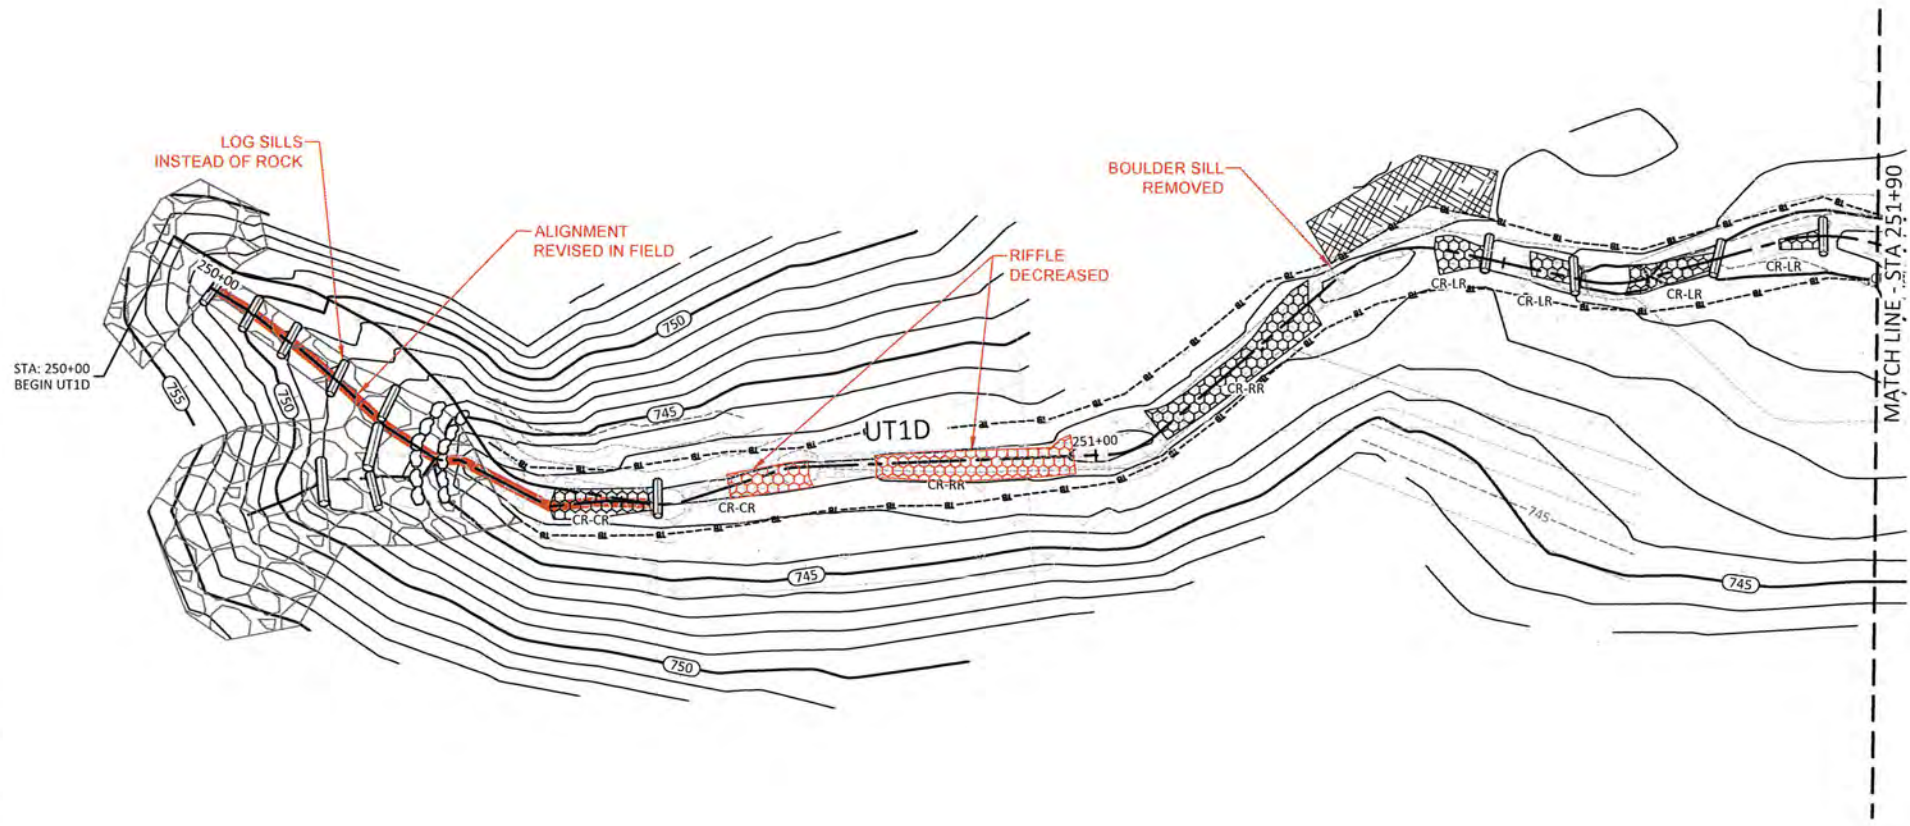 LOG SILLS
INSTEAD OF ROCK
ALIGNMENT
REVISED IN FIELD
RIFFLE
DECREASED
BOULDER SILL
REMOVED
MATCH LINE - STA 251+90
250+00
STA: 250+00
BEGIN UT1D
755
750
750
745
UT1D
251+00
CR-CR
CR-CR
CR-RR
CR-RR
CR-LR
CR-LR
CR-LR
CR-LR
745
745
745
750